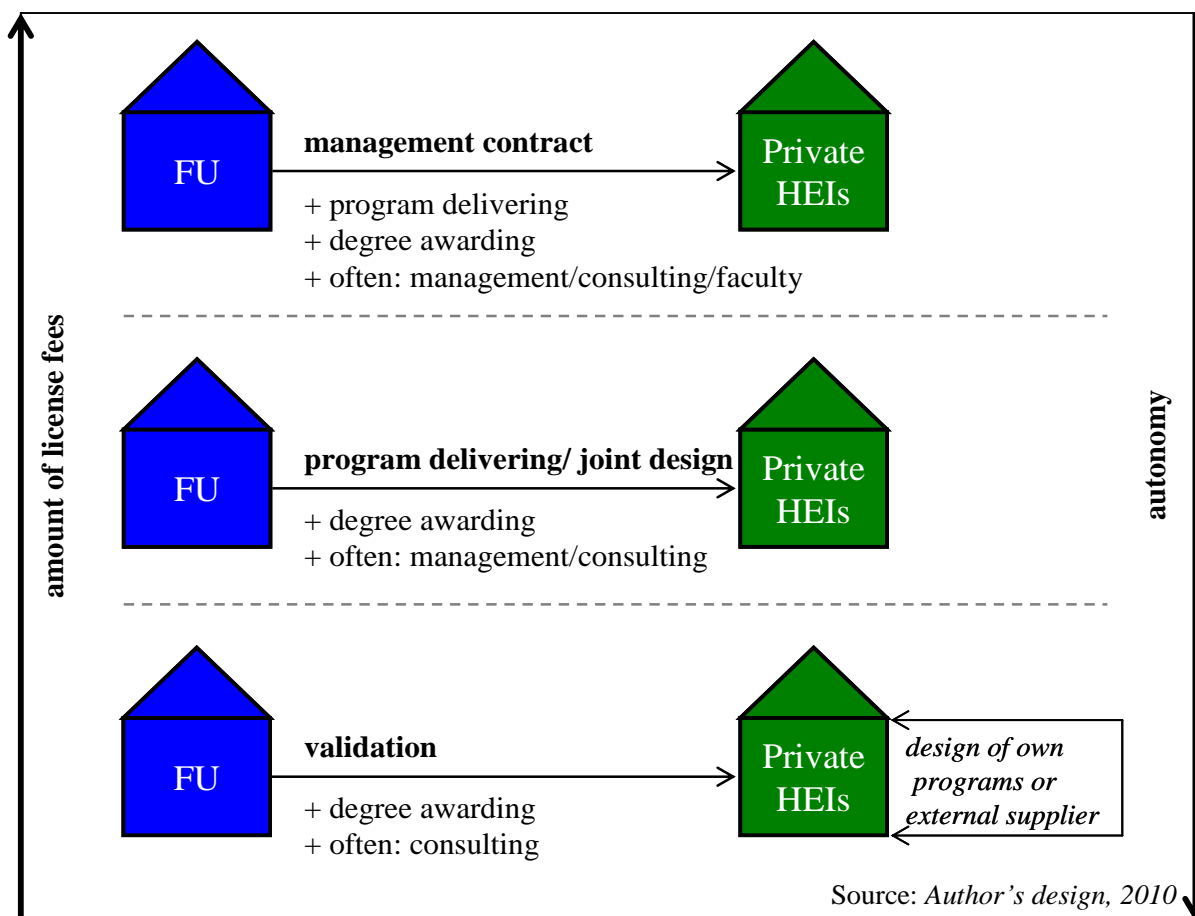 amount of license fees
FU
management contract
+ program delivering
+ degree awarding
+ often: management/consulting/faculty
Private
HEIs
FU
program delivering/ joint design
+ degree awarding
+ often: management/consulting
Private
HEIs
autonomy
FU
validation
+ degree awarding
+ often: consulting
Private
HEIs
design of own
programs or
external supplier
Source: Author's design, 2010